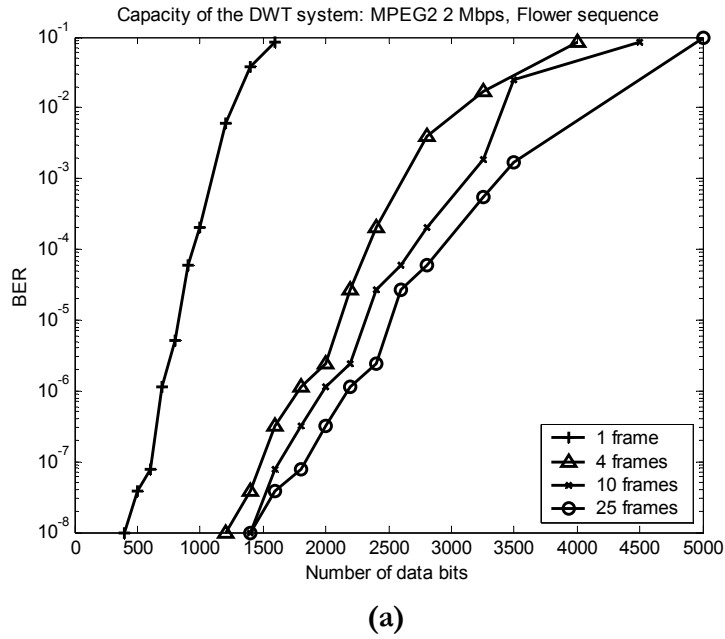 Capacity of the DWT system: MPEG2 2 Mbps, Flower sequence
BER
10⁻¹
10⁻²
10⁻³
10⁻⁴
10⁻⁵
10⁻⁶
10⁻⁷
10⁻⁸
1 frame
4 frames
10 frames
25 frames
0 500 1000 1500 2000 2500 3000 3500 4000 4500 5000
Number of data bits
(a)